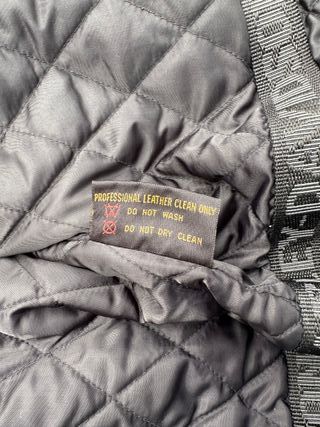 PROFESSIONAL LEATHER CLEAN ONLY
DO NOT WASH
DO NOT DRY CLEAN